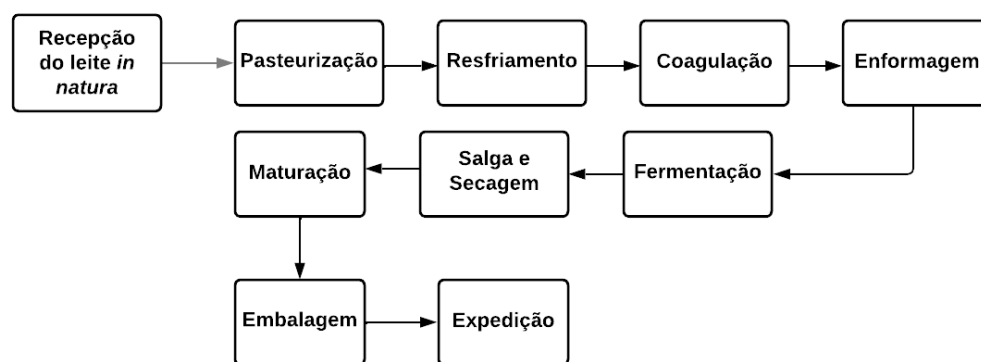 Recepção
do leite in
natura
Pasteurização
Resfriamento
Coagulação
Enformagem
Fermentação
Salga e
Secagem
Maturação
Embalagem
Expedição